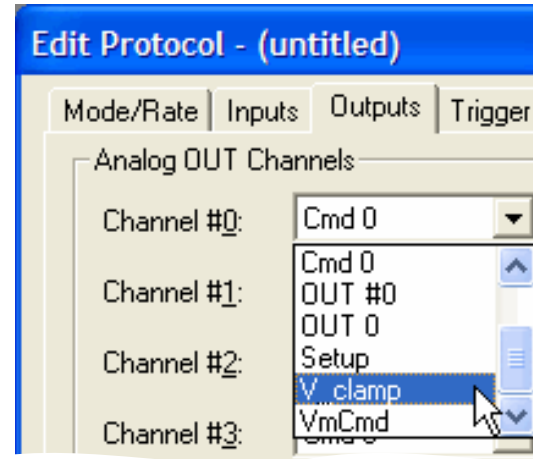 Edit Protocol - (untitled)
Mode/Rate Inputs Outputs Trigger
Analog OUT Channels
Channel #0: Cmd 0
Cmd 0
Channel #1: OUT #0
OUT 0
Channel #2: Setup
V_clamp
VmCmd
Channel #3: